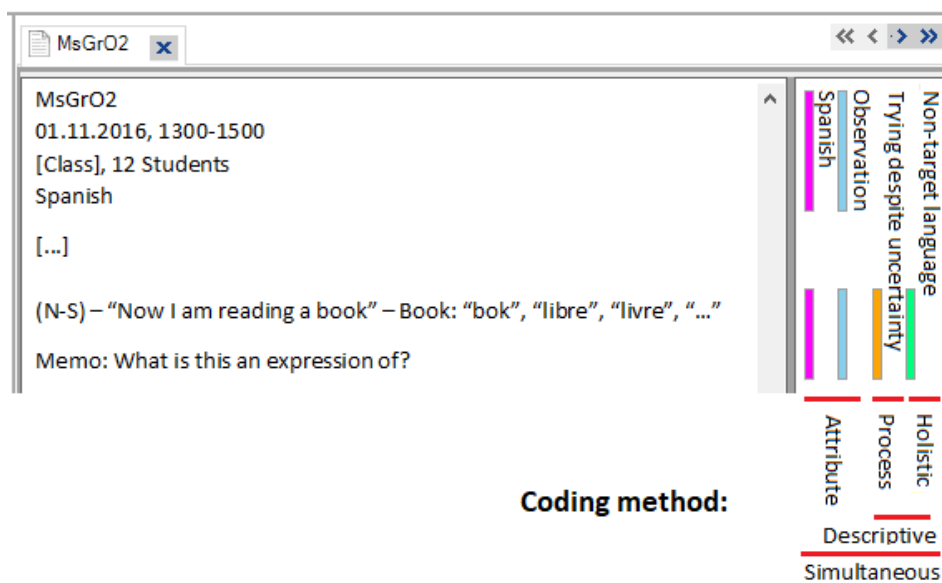 MsGrO2
MsGrO2
01.11.2016, 1300-1500
[Class], 12 Students
Spanish
[...]
(N-S) – “Now I am reading a book” – Book: “bok”, “libre”, “livre”, “...”
Memo: What is this an expression of?
Spanish
Observation
Trying despite uncertainty
Non-target language
Coding method:
Attribute
Process
Holistic
Descriptive
Simultaneous